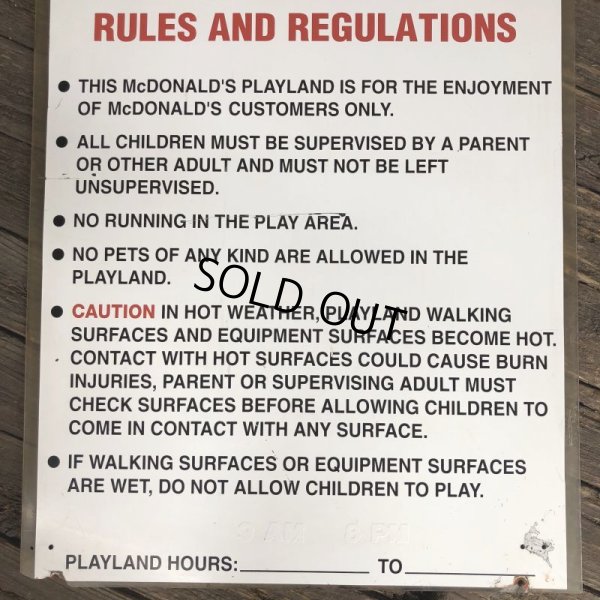 RULES AND REGULATIONS
• THIS McDONALD'S PLAYLAND IS FOR THE ENJOYMENT
OF McDONALD'S CUSTOMERS ONLY.
• ALL CHILDREN MUST BE SUPERVISED BY A PARENT
OR OTHER ADULT AND MUST NOT BE LEFT
UNSUPERVISED.
• NO RUNNING IN THE PLAY AREA.
• NO PETS OF ANY KIND ARE ALLOWED IN THE
PLAYLAND.
SOLD OUT
• CAUTION IN HOT WEATHER, PLAYLAND WALKING
SURFACES AND EQUIPMENT SURFACES BECOME HOT.
CONTACT WITH HOT SURFACES COULD CAUSE BURN
INJURIES, PARENT OR SUPERVISING ADULT MUST
CHECK SURFACES BEFORE ALLOWING CHILDREN TO
COME IN CONTACT WITH ANY SURFACE.
• IF WALKING SURFACES OR EQUIPMENT SURFACES
ARE WET, DO NOT ALLOW CHILDREN TO PLAY.
AM PM
PLAYLAND HOURS:____________ TO____________